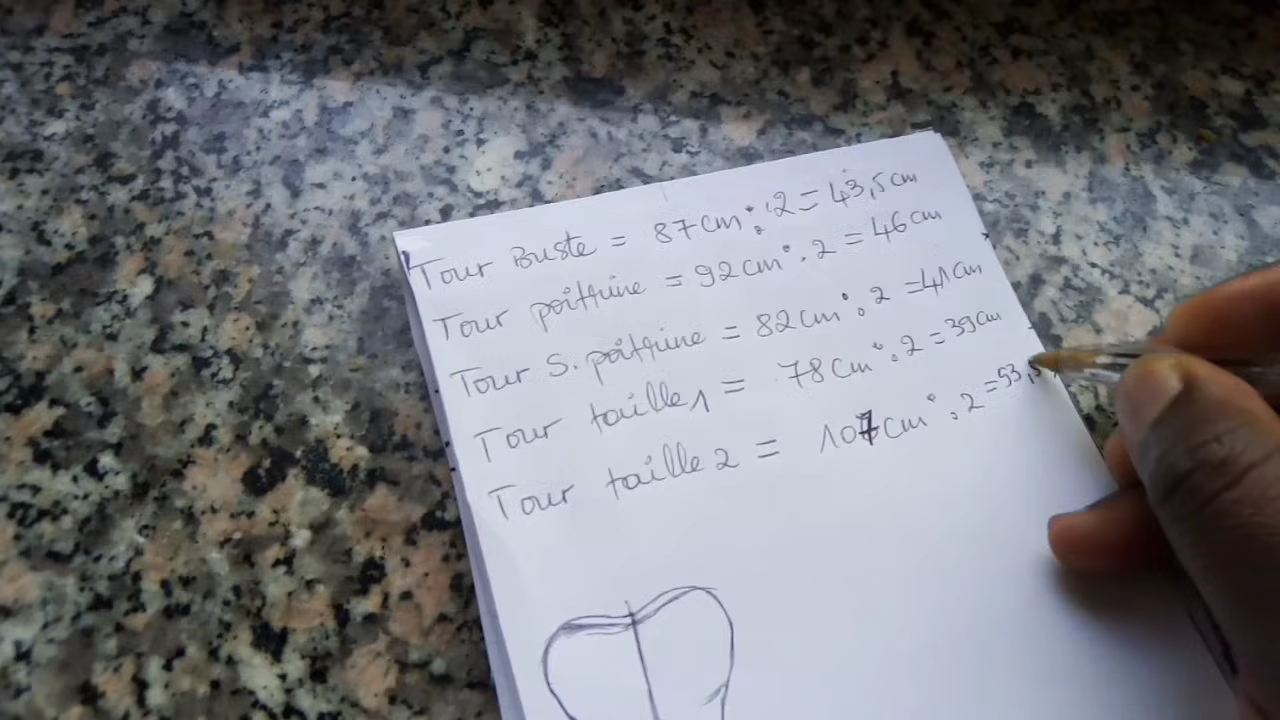 Tour Buste = 87cm : 2 = 43,5cm
Tour poitrine = 92cm : 2 = 46cm
Tour S. poitrine = 82cm : 2 = 41cm
Tour taille1 = 78cm : 2 = 39cm
Tour taille2 = 107cm : 2 = 53,5